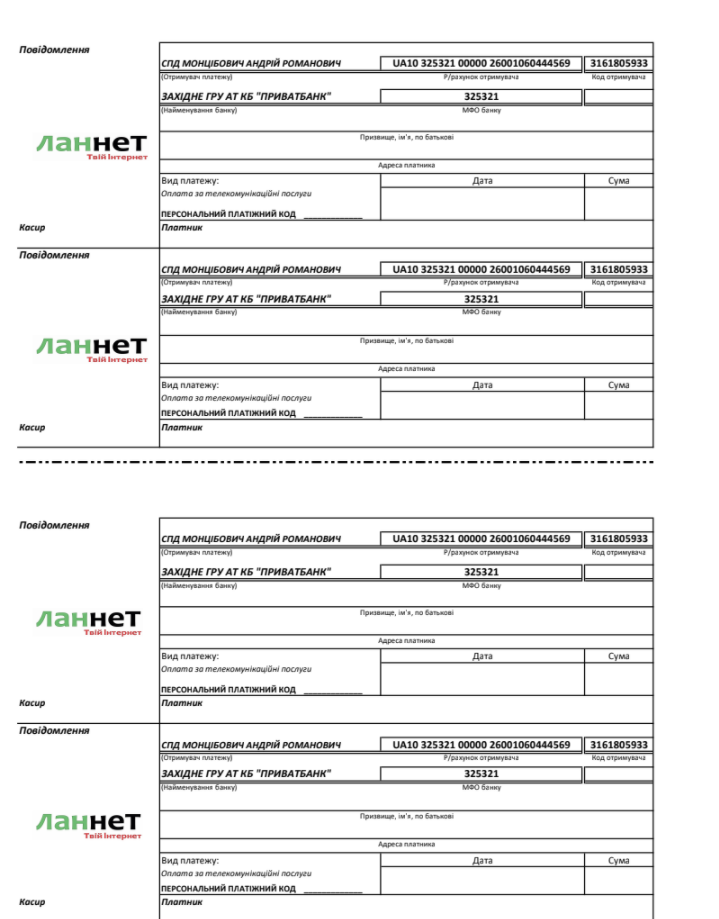 Повідомлення
СПД МОНЦІБОВИЧ АНДРІЙ РОМАНОВИЧ UA10 325321 00000 26001060444569 3161805933
(Отримувач платежу) Р/рахунок отримувача Код отримувача
ЗАХІДНЕ ГРУ АТ КБ "ПРИВАТБАНК" 325321
(Найменування банку) МФО банку
Призвище, ім'я, по батькові
ланнет
Твій Інтернет
Адреса платника
Вид платежу: Дата Сума
Оплата за телекомунікаційні послуги
ПЕРСОНАЛЬНИЙ ПЛАТІЖНИЙ КОД ____________
Касир Платник
Повідомлення
СПД МОНЦІБОВИЧ АНДРІЙ РОМАНОВИЧ UA10 325321 00000 26001060444569 3161805933
(Отримувач платежу) Р/рахунок отримувача Код отримувача
ЗАХІДНЕ ГРУ АТ КБ "ПРИВАТБАНК" 325321
(Найменування банку) МФО банку
Призвище, ім'я, по батькові
ланнет
Твій Інтернет
Адреса платника
Вид платежу: Дата Сума
Оплата за телекомунікаційні послуги
ПЕРСОНАЛЬНИЙ ПЛАТІЖНИЙ КОД ____________
Касир Платник
Повідомлення
СПД МОНЦІБОВИЧ АНДРІЙ РОМАНОВИЧ UA10 325321 00000 26001060444569 3161805933
(Отримувач платежу) Р/рахунок отримувача Код отримувача
ЗАХІДНЕ ГРУ АТ КБ "ПРИВАТБАНК" 325321
(Найменування банку) МФО банку
Призвище, ім'я, по батькові
ланнет
Твій Інтернет
Адреса платника
Вид платежу: Дата Сума
Оплата за телекомунікаційні послуги
ПЕРСОНАЛЬНИЙ ПЛАТІЖНИЙ КОД ____________
Касир Платник
Повідомлення
СПД МОНЦІБОВИЧ АНДРІЙ РОМАНОВИЧ UA10 325321 00000 26001060444569 3161805933
(Отримувач платежу) Р/рахунок отримувача Код отримувача
ЗАХІДНЕ ГРУ АТ КБ "ПРИВАТБАНК" 325321
(Найменування банку) МФО банку
Призвище, ім'я, по батькові
ланнет
Твій Інтернет
Адреса платника
Вид платежу: Дата Сума
Оплата за телекомунікаційні послуги
ПЕРСОНАЛЬНИЙ ПЛАТІЖНИЙ КОД ____________
Касир Платник